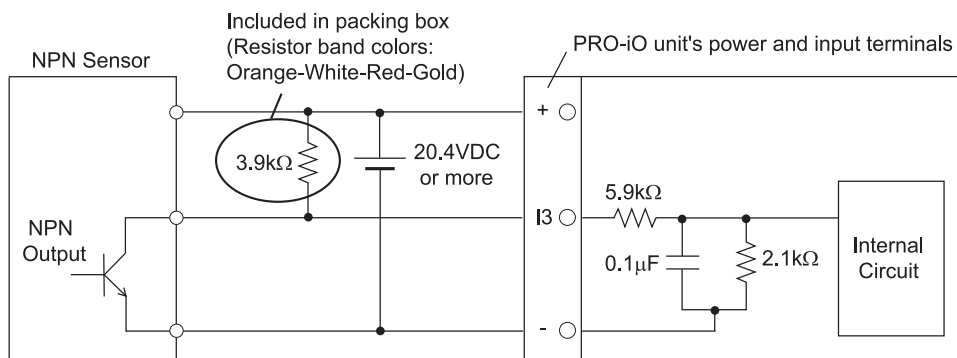 Included in packing box
(Resistor band colors:
Orange-White-Red-Gold)
PRO-iO unit's power and input terminals
NPN Sensor
+
3.9kΩ
20.4VDC
or more
5.9kΩ
I3
NPN
Output
0.1μF
2.1kΩ
Internal
Circuit
-